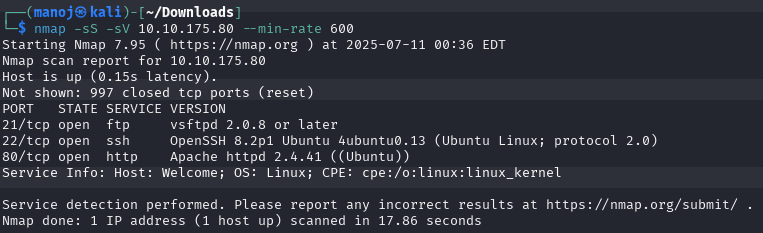 ┌──(manoj㉿kali)-[~/Downloads]
└─$ nmap -sS -sV 10.10.175.80 --min-rate 600
Starting Nmap 7.95 ( https://nmap.org ) at 2025-07-11 00:36 EDT
Nmap scan report for 10.10.175.80
Host is up (0.15s latency).
Not shown: 997 closed tcp ports (reset)
PORT   STATE SERVICE VERSION
21/tcp open  ftp     vsftpd 2.0.8 or later
22/tcp open  ssh     OpenSSH 8.2p1 Ubuntu 4ubuntu0.13 (Ubuntu Linux; protocol 2.0)
80/tcp open  http    Apache httpd 2.4.41 ((Ubuntu))
Service Info: Host: Welcome; OS: Linux; CPE: cpe:/o:linux:linux_kernel
Service detection performed. Please report any incorrect results at https://nmap.org/submit/ .
Nmap done: 1 IP address (1 host up) scanned in 17.86 seconds